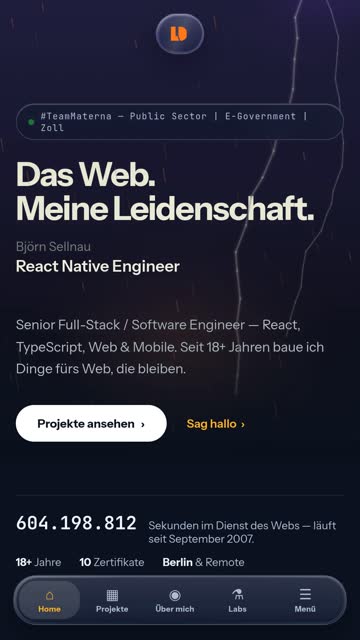 #TeamMaterna — Public Sector | E-Government |
Zoll
Das Web.
Meine Leidenschaft.
Björn Sellnau
React Native Engineer
Senior Full-Stack / Software Engineer — React,
TypeScript, Web & Mobile. Seit 18+ Jahren baue ich
Dinge fürs Web, die bleiben.
Projekte ansehen › Sag hallo ›
604.198.812 Sekunden im Dienst des Webs — läuft
seit September 2007.
18+ Jahre 10 Zertifikate Berlin & Remote
Home Projekte Über mich Labs Menü